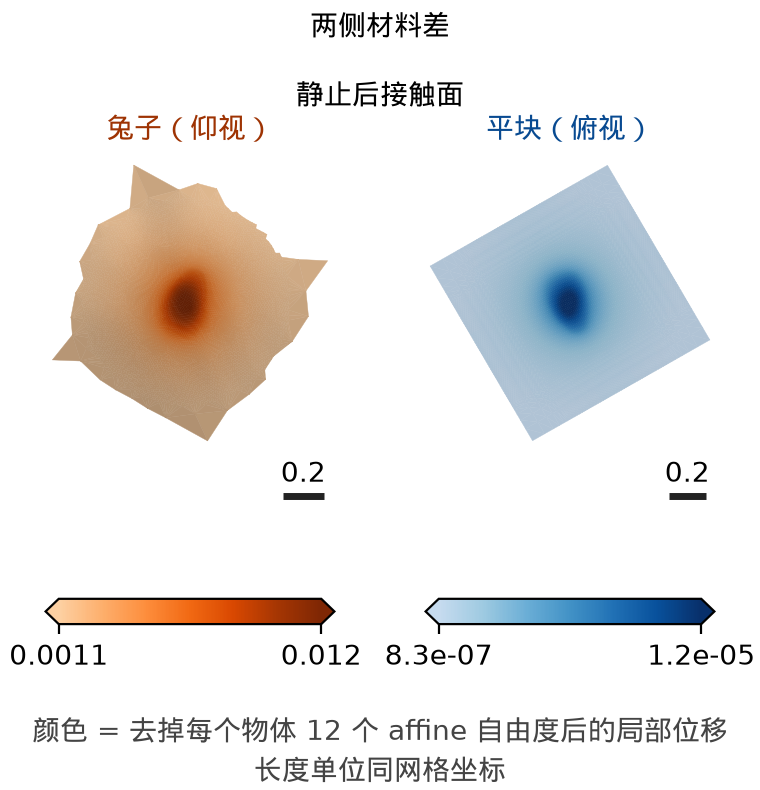 两侧材料差
静止后接触面
兔子（仰视）
平块（俯视）
0.2
0.2
0.0011
0.012
8.3e-07
1.2e-05
颜色 = 去掉每个物体 12 个 affine 自由度后的局部位移
长度单位同网格坐标